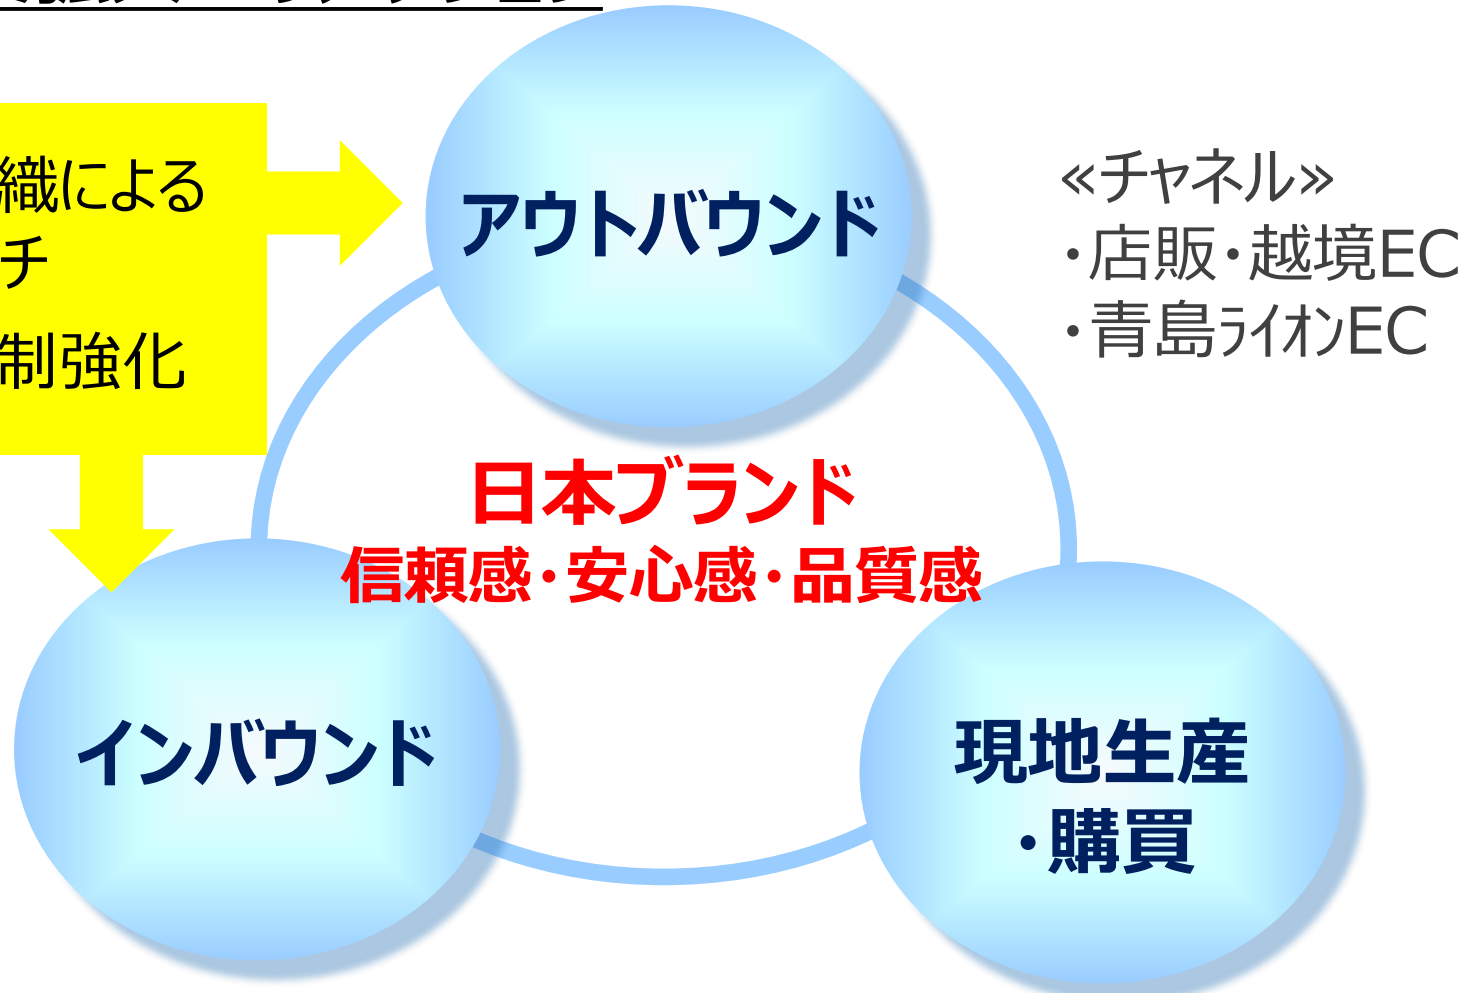 織による
チ
制強化
アウトバウンド
≪チャネル≫
・店販・越境EC
・青島ﾗｲｵﾝEC
日本ブランド
信頼感・安心感・品質感
インバウンド
現地生産
・購買